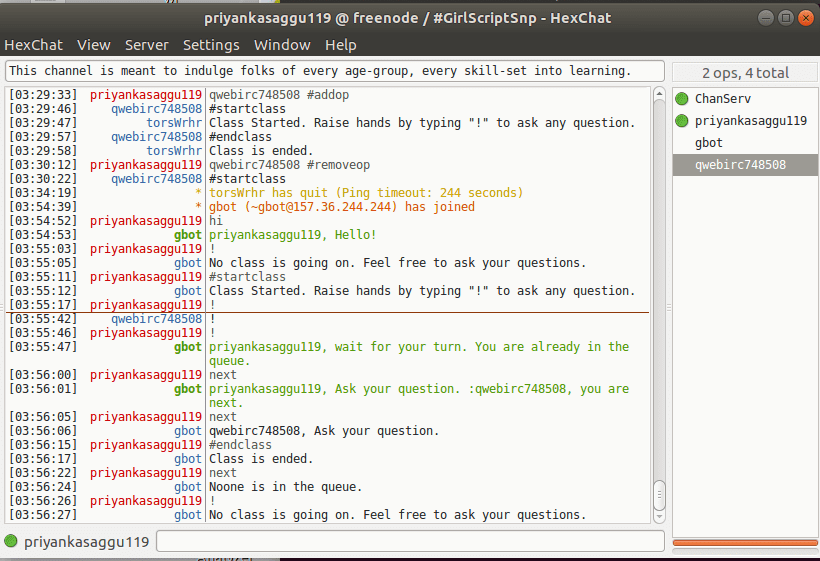 priyankasaggu119 @ freenode / #GirlScriptSnp - HexChat
HexChat View Server Settings Window Help
This channel is meant to indulge folks of every age-group, every skill-set into learning.
2 ops, 4 total
[03:29:33] priyankasaggu119 qwebirc748508 #addop
[03:29:46] qwebirc748508 #startclass
[03:29:47] torsWrhr Class Started. Raise hands by typing "!" to ask any question.
[03:29:57] qwebirc748508 #endclass
[03:29:58] torsWrhr Class is ended.
[03:30:12] priyankasaggu119 qwebirc748508 #removeop
[03:30:22] qwebirc748508 #startclass
[03:34:19] * torsWrhr has quit (Ping timeout: 244 seconds)
[03:54:39] * gbot (~gbot@157.36.244.244) has joined
[03:54:52] priyankasaggu119 hi
[03:54:53] gbot priyankasaggu119, Hello!
[03:55:03] priyankasaggu119 !
[03:55:05] gbot No class is going on. Feel free to ask your questions.
[03:55:11] priyankasaggu119 #startclass
[03:55:12] gbot Class Started. Raise hands by typing "!" to ask any question.
[03:55:17] priyankasaggu119 !
[03:55:42] qwebirc748508 !
[03:55:46] priyankasaggu119 !
[03:55:47] gbot priyankasaggu119, wait for your turn. You are already in the
queue.
[03:56:00] priyankasaggu119 next
[03:56:01] gbot priyankasaggu119, Ask your question. :qwebirc748508, you are
next.
[03:56:05] priyankasaggu119 next
[03:56:06] gbot qwebirc748508, Ask your question.
[03:56:15] priyankasaggu119 #endclass
[03:56:17] gbot Class is ended.
[03:56:22] priyankasaggu119 next
[03:56:24] gbot Noone is in the queue.
[03:56:26] priyankasaggu119 !
[03:56:27] gbot No class is going on. Feel free to ask your questions.
ChanServ
priyankasaggu119
gbot
qwebirc748508
priyankasaggu119